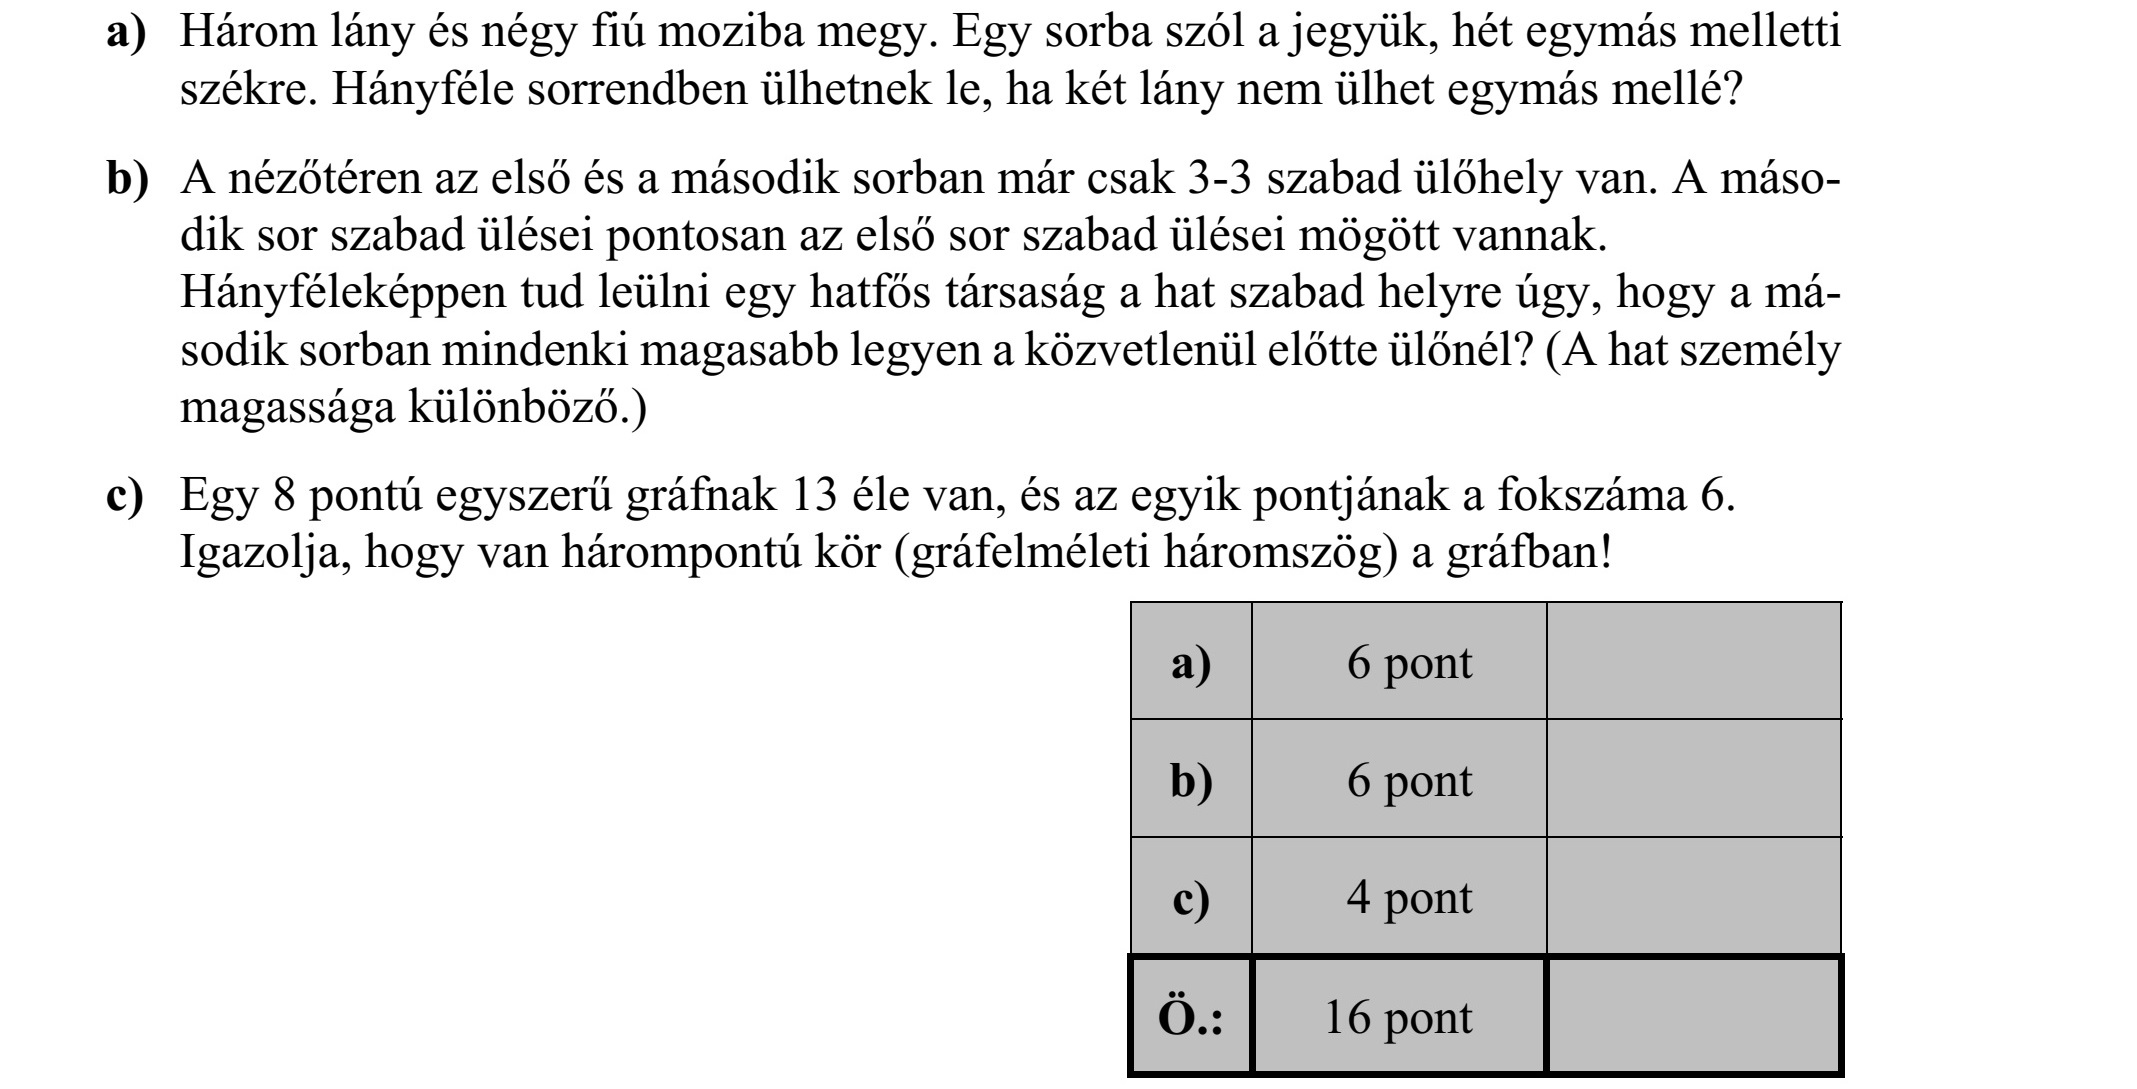 a) Három lány és négy fiú moziba megy. Egy sorba szól a jegyük, hét egymás melletti
székre. Hányféle sorrendben ülhetnek le, ha két lány nem ülhet egymás mellé?
b) A nézőtéren az első és a második sorban már csak 3-3 szabad ülőhely van. A máso-
dik sor szabad ülései pontosan az első sor szabad ülései mögött vannak.
Hányféleképpen tud leülni egy hatfős társaság a hat szabad helyre úgy, hogy a má-
sodik sorban mindenki magasabb legyen a közvetlenül előtte ülőnél? (A hat személy
magassága különböző.)
c) Egy 8 pontú egyszerű gráfnak 13 éle van, és az egyik pontjának a fokszáma 6.
Igazolja, hogy van hárompontú kör (gráfelméleti háromszög) a gráfban!
a) 6 pont
b) 6 pont
c) 4 pont
Ö.: 16 pont